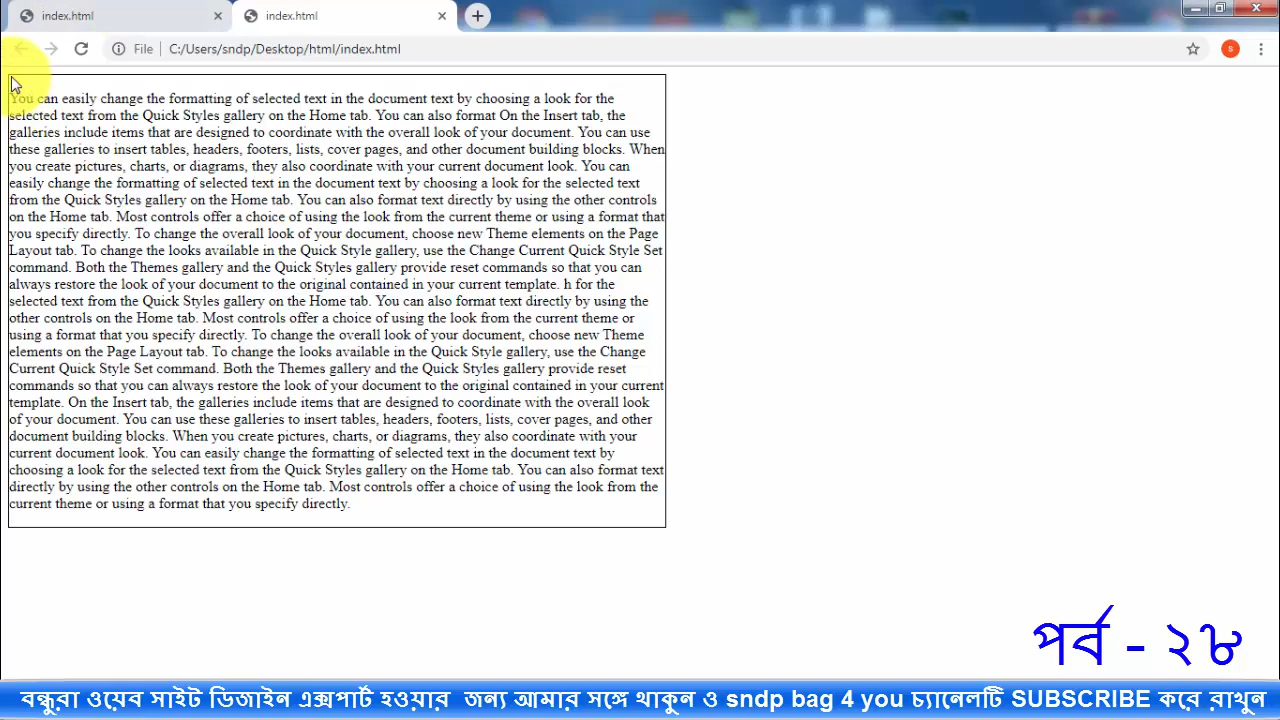 index.html
index.html
File
C:/Users/sndp/Desktop/html/index.html
s
You can easily change the formatting of selected text in the document text by choosing a look for the
selected text from the Quick Styles gallery on the Home tab. You can also format On the Insert tab, the
galleries include items that are designed to coordinate with the overall look of your document. You can use
these galleries to insert tables, headers, footers, lists, cover pages, and other document building blocks. When
you create pictures, charts, or diagrams, they also coordinate with your current document look. You can
easily change the formatting of selected text in the document text by choosing a look for the selected text
from the Quick Styles gallery on the Home tab. You can also format text directly by using the other controls
on the Home tab. Most controls offer a choice of using the look from the current theme or using a format that
you specify directly. To change the overall look of your document, choose new Theme elements on the Page
Layout tab. To change the looks available in the Quick Style gallery, use the Change Current Quick Style Set
command. Both the Themes gallery and the Quick Styles gallery provide reset commands so that you can
always restore the look of your document to the original contained in your current template. h for the
selected text from the Quick Styles gallery on the Home tab. You can also format text directly by using the
other controls on the Home tab. Most controls offer a choice of using the look from the current theme or
using a format that you specify directly. To change the overall look of your document, choose new Theme
elements on the Page Layout tab. To change the looks available in the Quick Style gallery, use the Change
Current Quick Style Set command. Both the Themes gallery and the Quick Styles gallery provide reset
commands so that you can always restore the look of your document to the original contained in your current
template. On the Insert tab, the galleries include items that are designed to coordinate with the overall look
of your document. You can use these galleries to insert tables, headers, footers, lists, cover pages, and other
document building blocks. When you create pictures, charts, or diagrams, they also coordinate with your
current document look. You can easily change the formatting of selected text in the document text by
choosing a look for the selected text from the Quick Styles gallery on the Home tab. You can also format text
directly by using the other controls on the Home tab. Most controls offer a choice of using the look from the
current theme or using a format that you specify directly.
পর্ব - ২৮
বন্ধুরা ওয়েব সাইট ডিজাইন এক্সপার্ট হওয়ার জন্য আমার সঙ্গে থাকুন ও sndp bag 4 you চ্যানেলটি SUBSCRIBE করে রাখুন